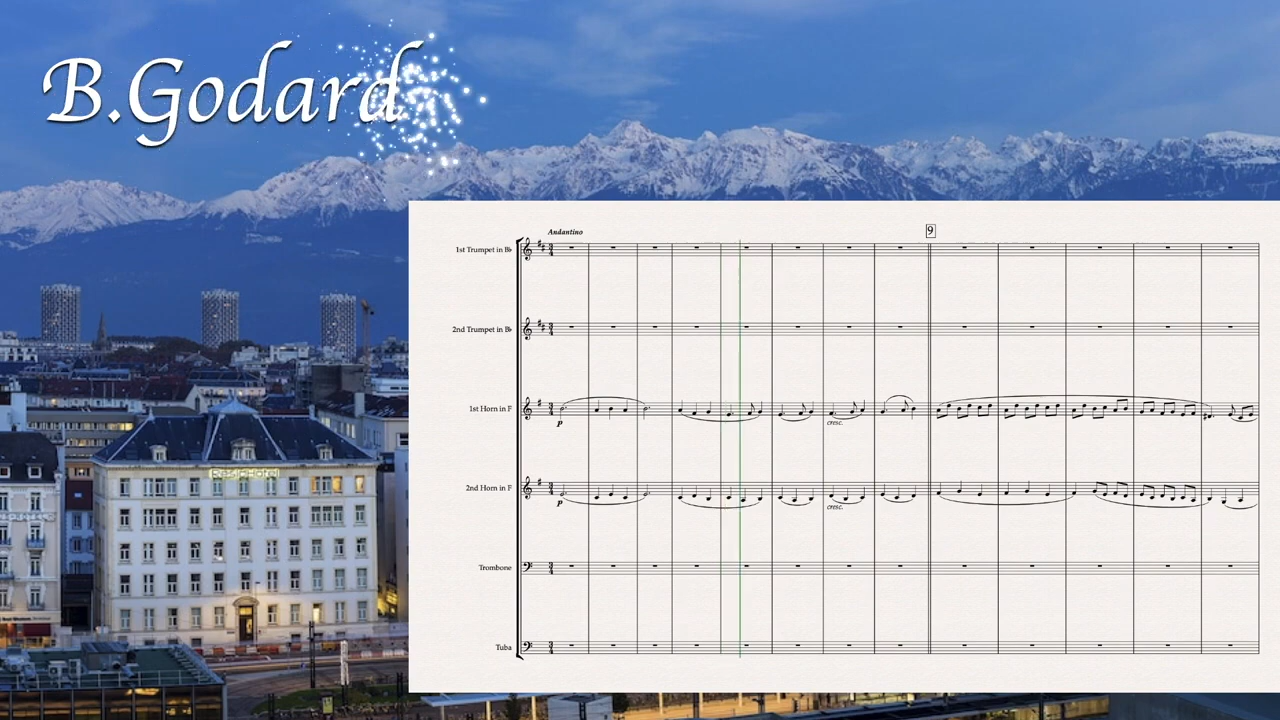 B.Godard
Andantino
9
1st Trumpet in B♭
2nd Trumpet in B♭
1st Horn in F
p
cresc.
2nd Horn in F
p
cresc.
Trombone
Tuba
ResidHotel